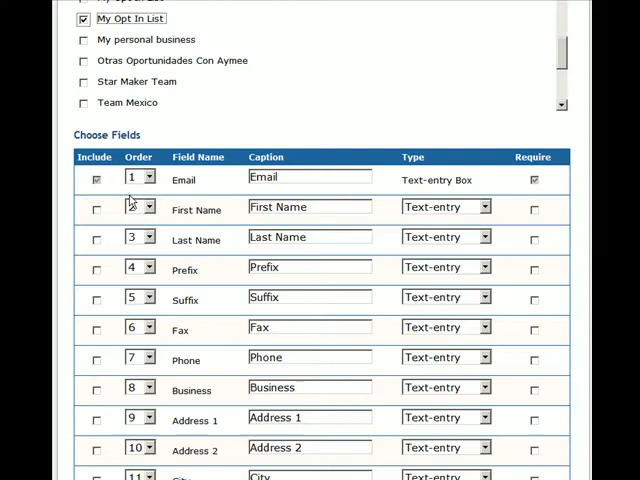 My Opt In List
My personal business
Otras Oportunidades Con Aymee
Star Maker Team
Team Mexico
Choose Fields
Include Order Field Name Caption Type Require
1 Email Email Text-entry Box
2 First Name First Name Text-entry
3 Last Name Last Name Text-entry
4 Prefix Prefix Text-entry
5 Suffix Suffix Text-entry
6 Fax Fax Text-entry
7 Phone Phone Text-entry
8 Business Business Text-entry
9 Address 1 Address 1 Text-entry
10 Address 2 Address 2 Text-entry
11 City City Text-entry